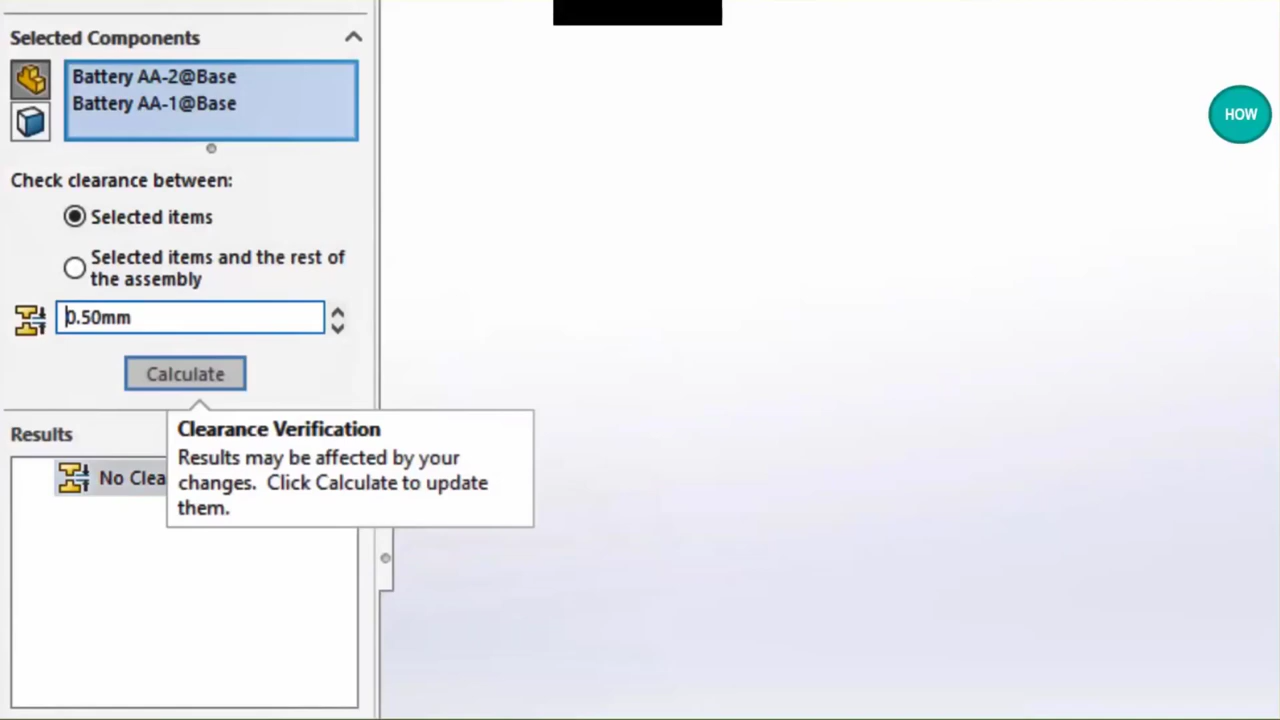 Selected Components
Battery AA-2@Base
Battery AA-1@Base
HOW
Check clearance between:
Selected items
Selected items and the rest of
the assembly
0.50mm
Calculate
Clearance Verification
Results may be affected by your
changes. Click Calculate to update
them.
Results
No Clea